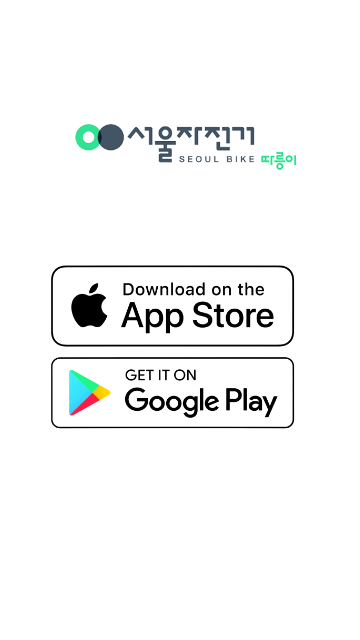 서울자전거
SEOUL BIKE 따릉이
Download on the
App Store
GET IT ON
Google Play